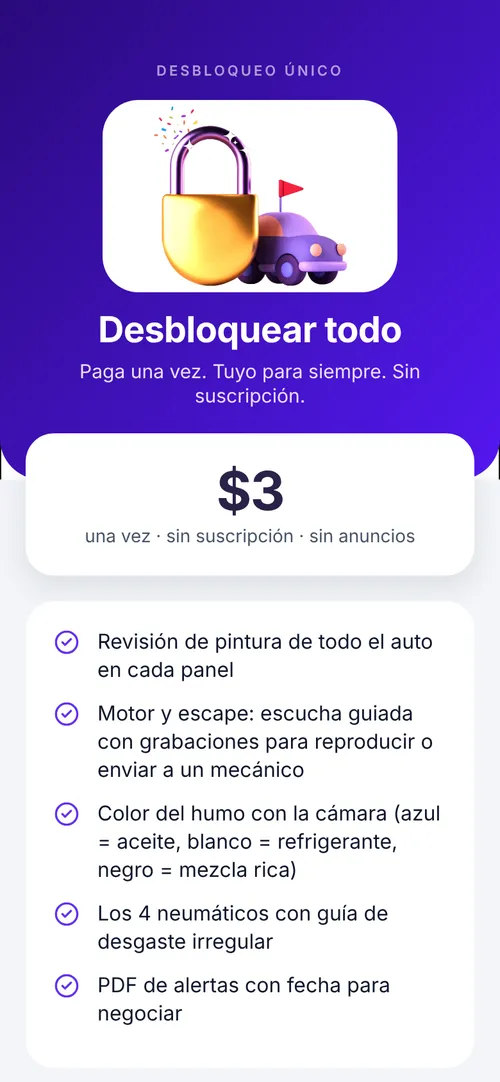 DESBLOQUEO ÚNICO
Desbloquear todo
Paga una vez. Tuyo para siempre. Sin
suscripción.
$3
una vez · sin suscripción · sin anuncios
Revisión de pintura de todo el auto
en cada panel
Motor y escape: escucha guiada
con grabaciones para reproducir o
enviar a un mecánico
Color del humo con la cámara (azul
= aceite, blanco = refrigerante,
negro = mezcla rica)
Los 4 neumáticos con guía de
desgaste irregular
PDF de alertas con fecha para
negociar